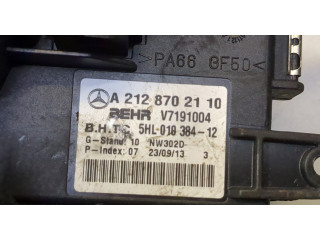 >PA66 GF50<
A 212 870 21 10
BEHR V7191004
B.H.T.C. 5HL-010 384-12
G-Stand: 10 NW302D-
P-Index: 07 23/09/13 3